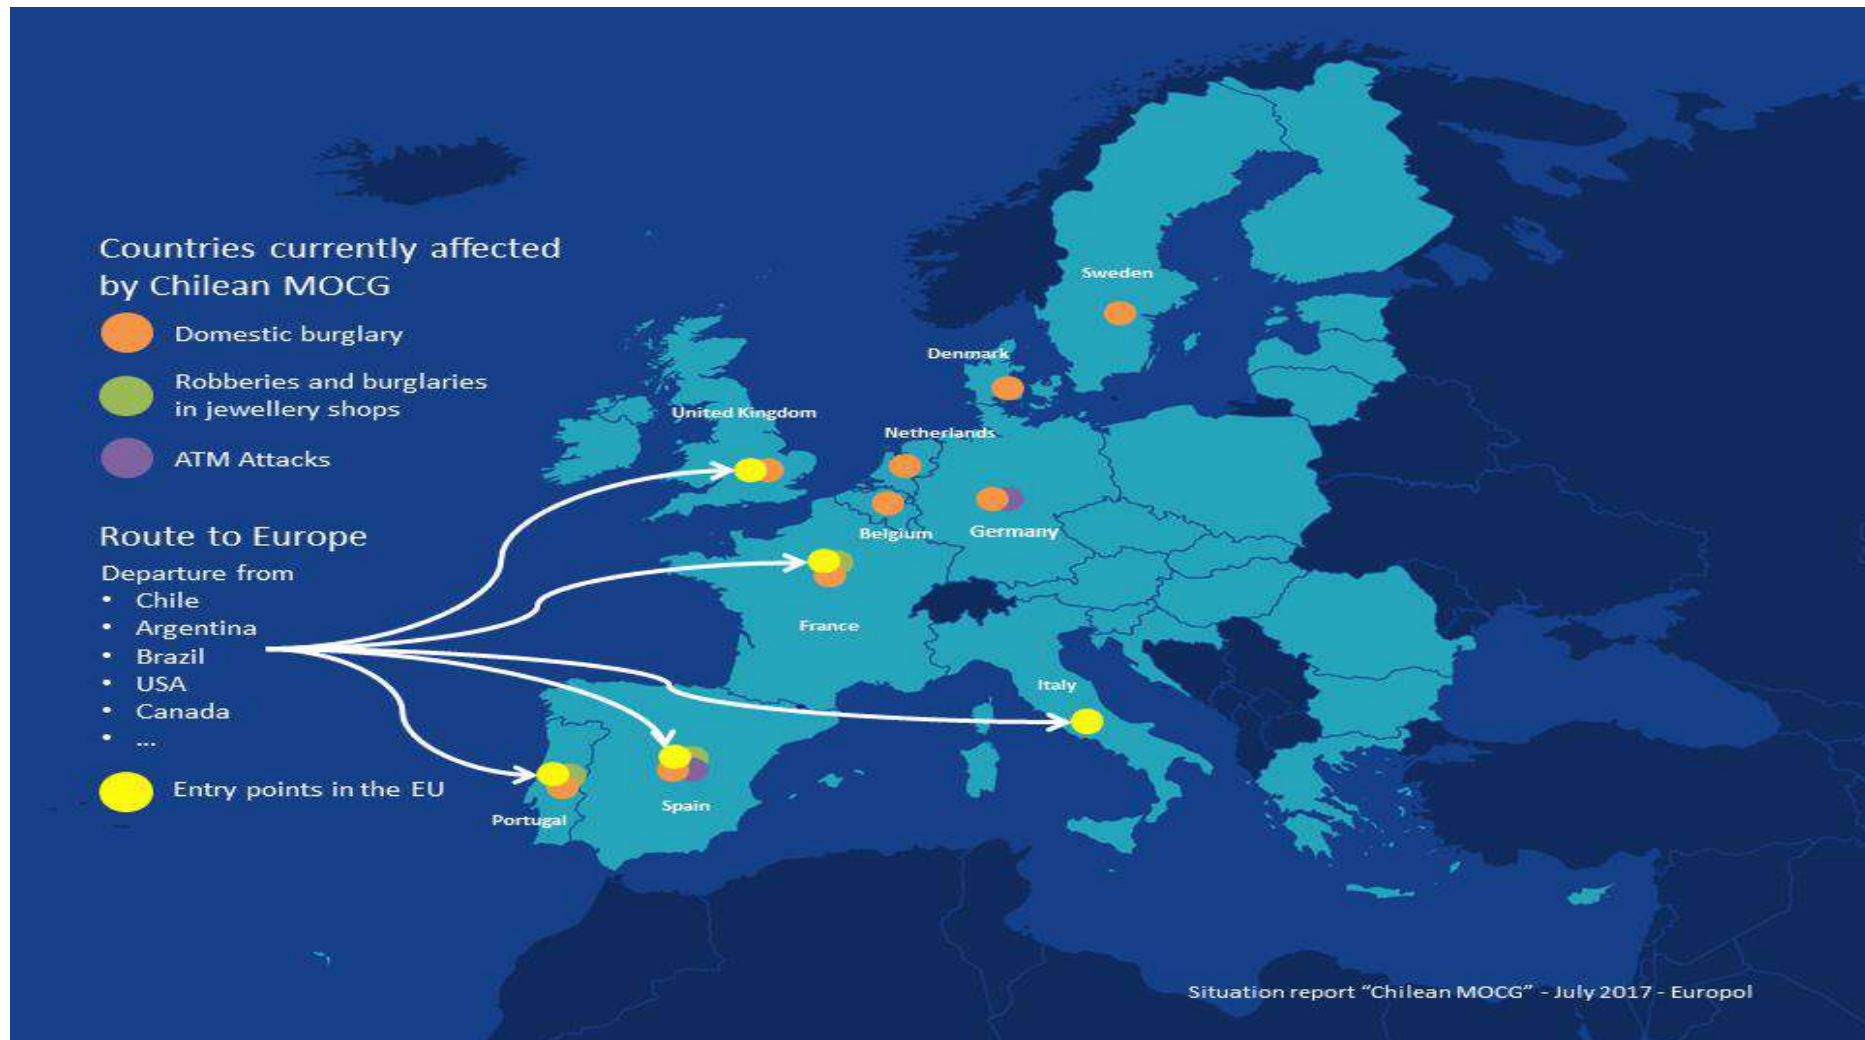 Countries currently affected
by Chilean MOCG
Domestic burglary
Robberies and burglaries
in jewellery shops
ATM Attacks
Route to Europe
Departure from
• Chile
• Argentina
• Brazil
• USA
• Canada
• ...
Entry points in the EU
Sweden
Denmark
United Kingdom
Netherlands
Belgium
Germany
France
Italy
Spain
Portugal
Situation report “Chilean MOCG” - July 2017 - Europol